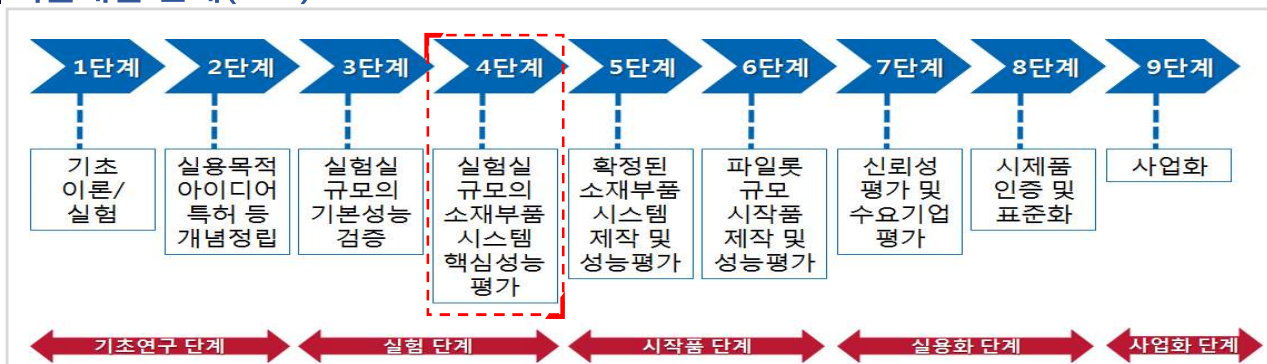 1단계
2단계
3단계
4단계
5단계
6단계
7단계
8단계
9단계
기초
이론/
실험
실용목적
아이디어
특허 등
개념정립
실험실
규모의
기본성능
검증
실험실
규모의
소재부품
시스템
핵심성능
평가
확정된
소재부품
시스템
제작 및
성능평가
파일롯
규모
시작품
제작 및
성능평가
신뢰성
평가 및
수요기업
평가
시제품
인증 및
표준화
사업화
기초연구 단계
실험 단계
시작품 단계
실용화 단계
사업화 단계